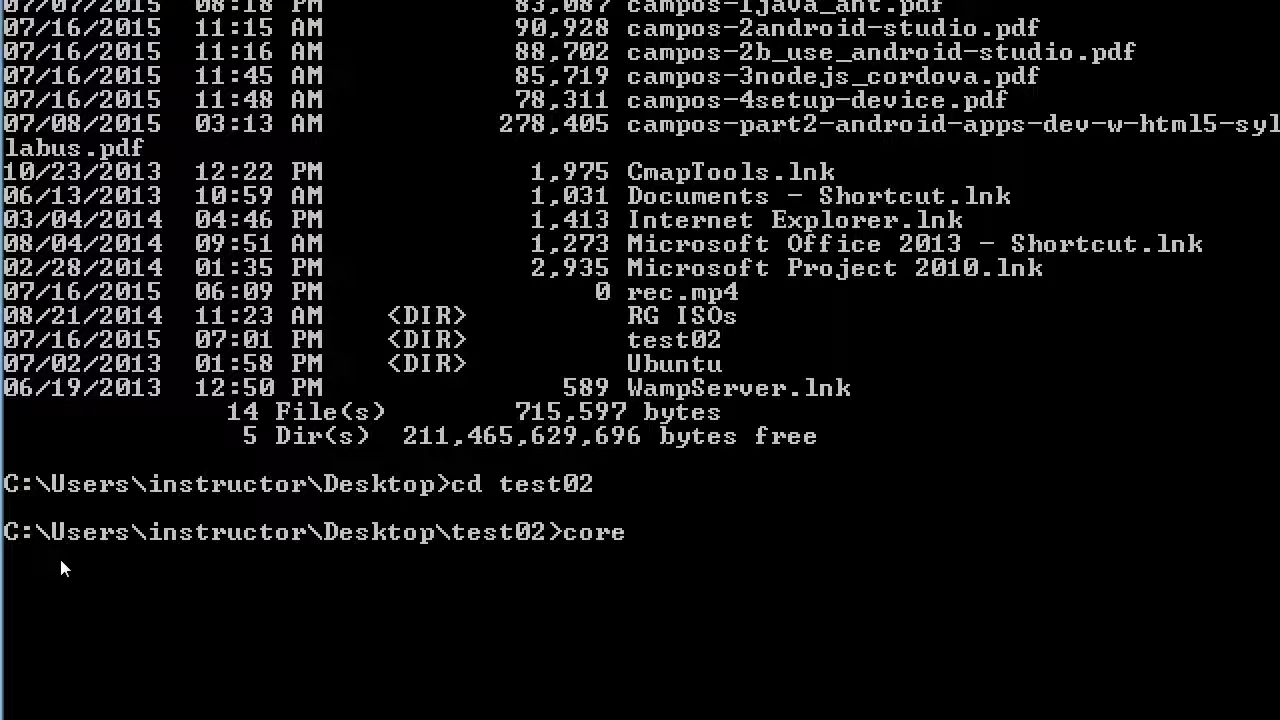 07/07/2015  08:18 PM            83,087 campos-1java_ant.pdf
07/16/2015  11:15 AM            90,928 campos-2android-studio.pdf
07/16/2015  11:16 AM            88,702 campos-2b_use_android-studio.pdf
07/16/2015  11:45 AM            85,719 campos-3nodejs_cordova.pdf
07/16/2015  11:48 AM            78,311 campos-4setup-device.pdf
07/08/2015  03:13 AM           278,405 campos-part2-android-apps-dev-w-html5-syl
labus.pdf
10/23/2013  12:22 PM             1,975 CmapTools.lnk
06/13/2013  10:59 AM             1,031 Documents - Shortcut.lnk
03/04/2014  04:46 PM             1,413 Internet Explorer.lnk
08/04/2014  09:51 AM             1,273 Microsoft Office 2013 - Shortcut.lnk
02/28/2014  01:35 PM             2,935 Microsoft Project 2010.lnk
07/16/2015  06:09 PM                 0 rec.mp4
08/21/2014  11:23 AM    <DIR>          RG ISOs
07/16/2015  07:01 PM    <DIR>          test02
07/02/2013  01:58 PM    <DIR>          Ubuntu
06/19/2013  12:50 PM               589 WampServer.lnk
              14 File(s)        715,597 bytes
               5 Dir(s)  211,465,629,696 bytes free
C:\Users\instructor\Desktop>cd test02
C:\Users\instructor\Desktop\test02>core